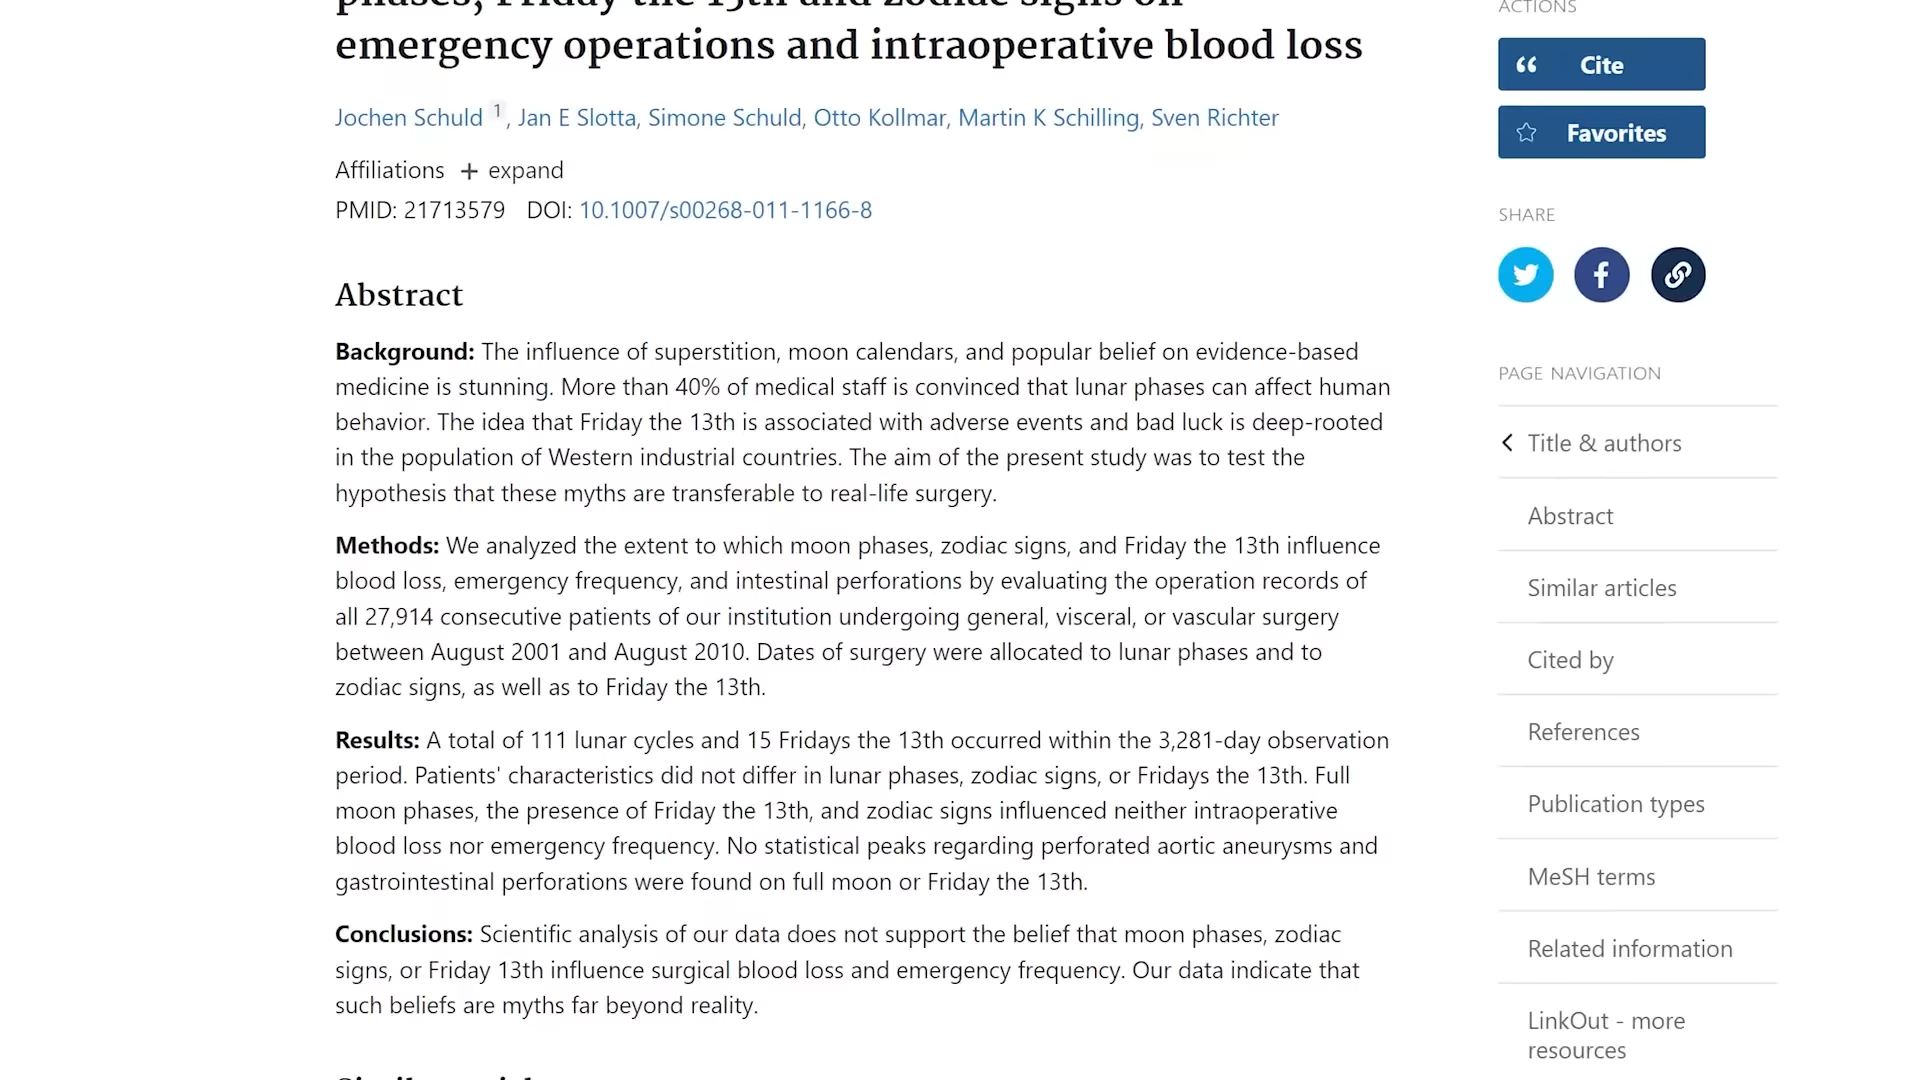 phases, Friday the 13th and zodiac signs on
emergency operations and intraoperative blood loss
Jochen Schuld 1, Jan E Slotta, Simone Schuld, Otto Kollmar, Martin K Schilling, Sven Richter
Affiliations + expand
PMID: 21713579 DOI: 10.1007/s00268-011-1166-8
Abstract
Background: The influence of superstition, moon calendars, and popular belief on evidence-based
medicine is stunning. More than 40% of medical staff is convinced that lunar phases can affect human
behavior. The idea that Friday the 13th is associated with adverse events and bad luck is deep-rooted
in the population of Western industrial countries. The aim of the present study was to test the
hypothesis that these myths are transferable to real-life surgery.
Methods: We analyzed the extent to which moon phases, zodiac signs, and Friday the 13th influence
blood loss, emergency frequency, and intestinal perforations by evaluating the operation records of
all 27,914 consecutive patients of our institution undergoing general, visceral, or vascular surgery
between August 2001 and August 2010. Dates of surgery were allocated to lunar phases and to
zodiac signs, as well as to Friday the 13th.
Results: A total of 111 lunar cycles and 15 Fridays the 13th occurred within the 3,281-day observation
period. Patients' characteristics did not differ in lunar phases, zodiac signs, or Fridays the 13th. Full
moon phases, the presence of Friday the 13th, and zodiac signs influenced neither intraoperative
blood loss nor emergency frequency. No statistical peaks regarding perforated aortic aneurysms and
gastrointestinal perforations were found on full moon or Friday the 13th.
Conclusions: Scientific analysis of our data does not support the belief that moon phases, zodiac
signs, or Friday 13th influence surgical blood loss and emergency frequency. Our data indicate that
such beliefs are myths far beyond reality.
ACTIONS
Cite
Favorites
SHARE
PAGE NAVIGATION
Title & authors
Abstract
Similar articles
Cited by
References
Publication types
MeSH terms
Related information
LinkOut - more
resources